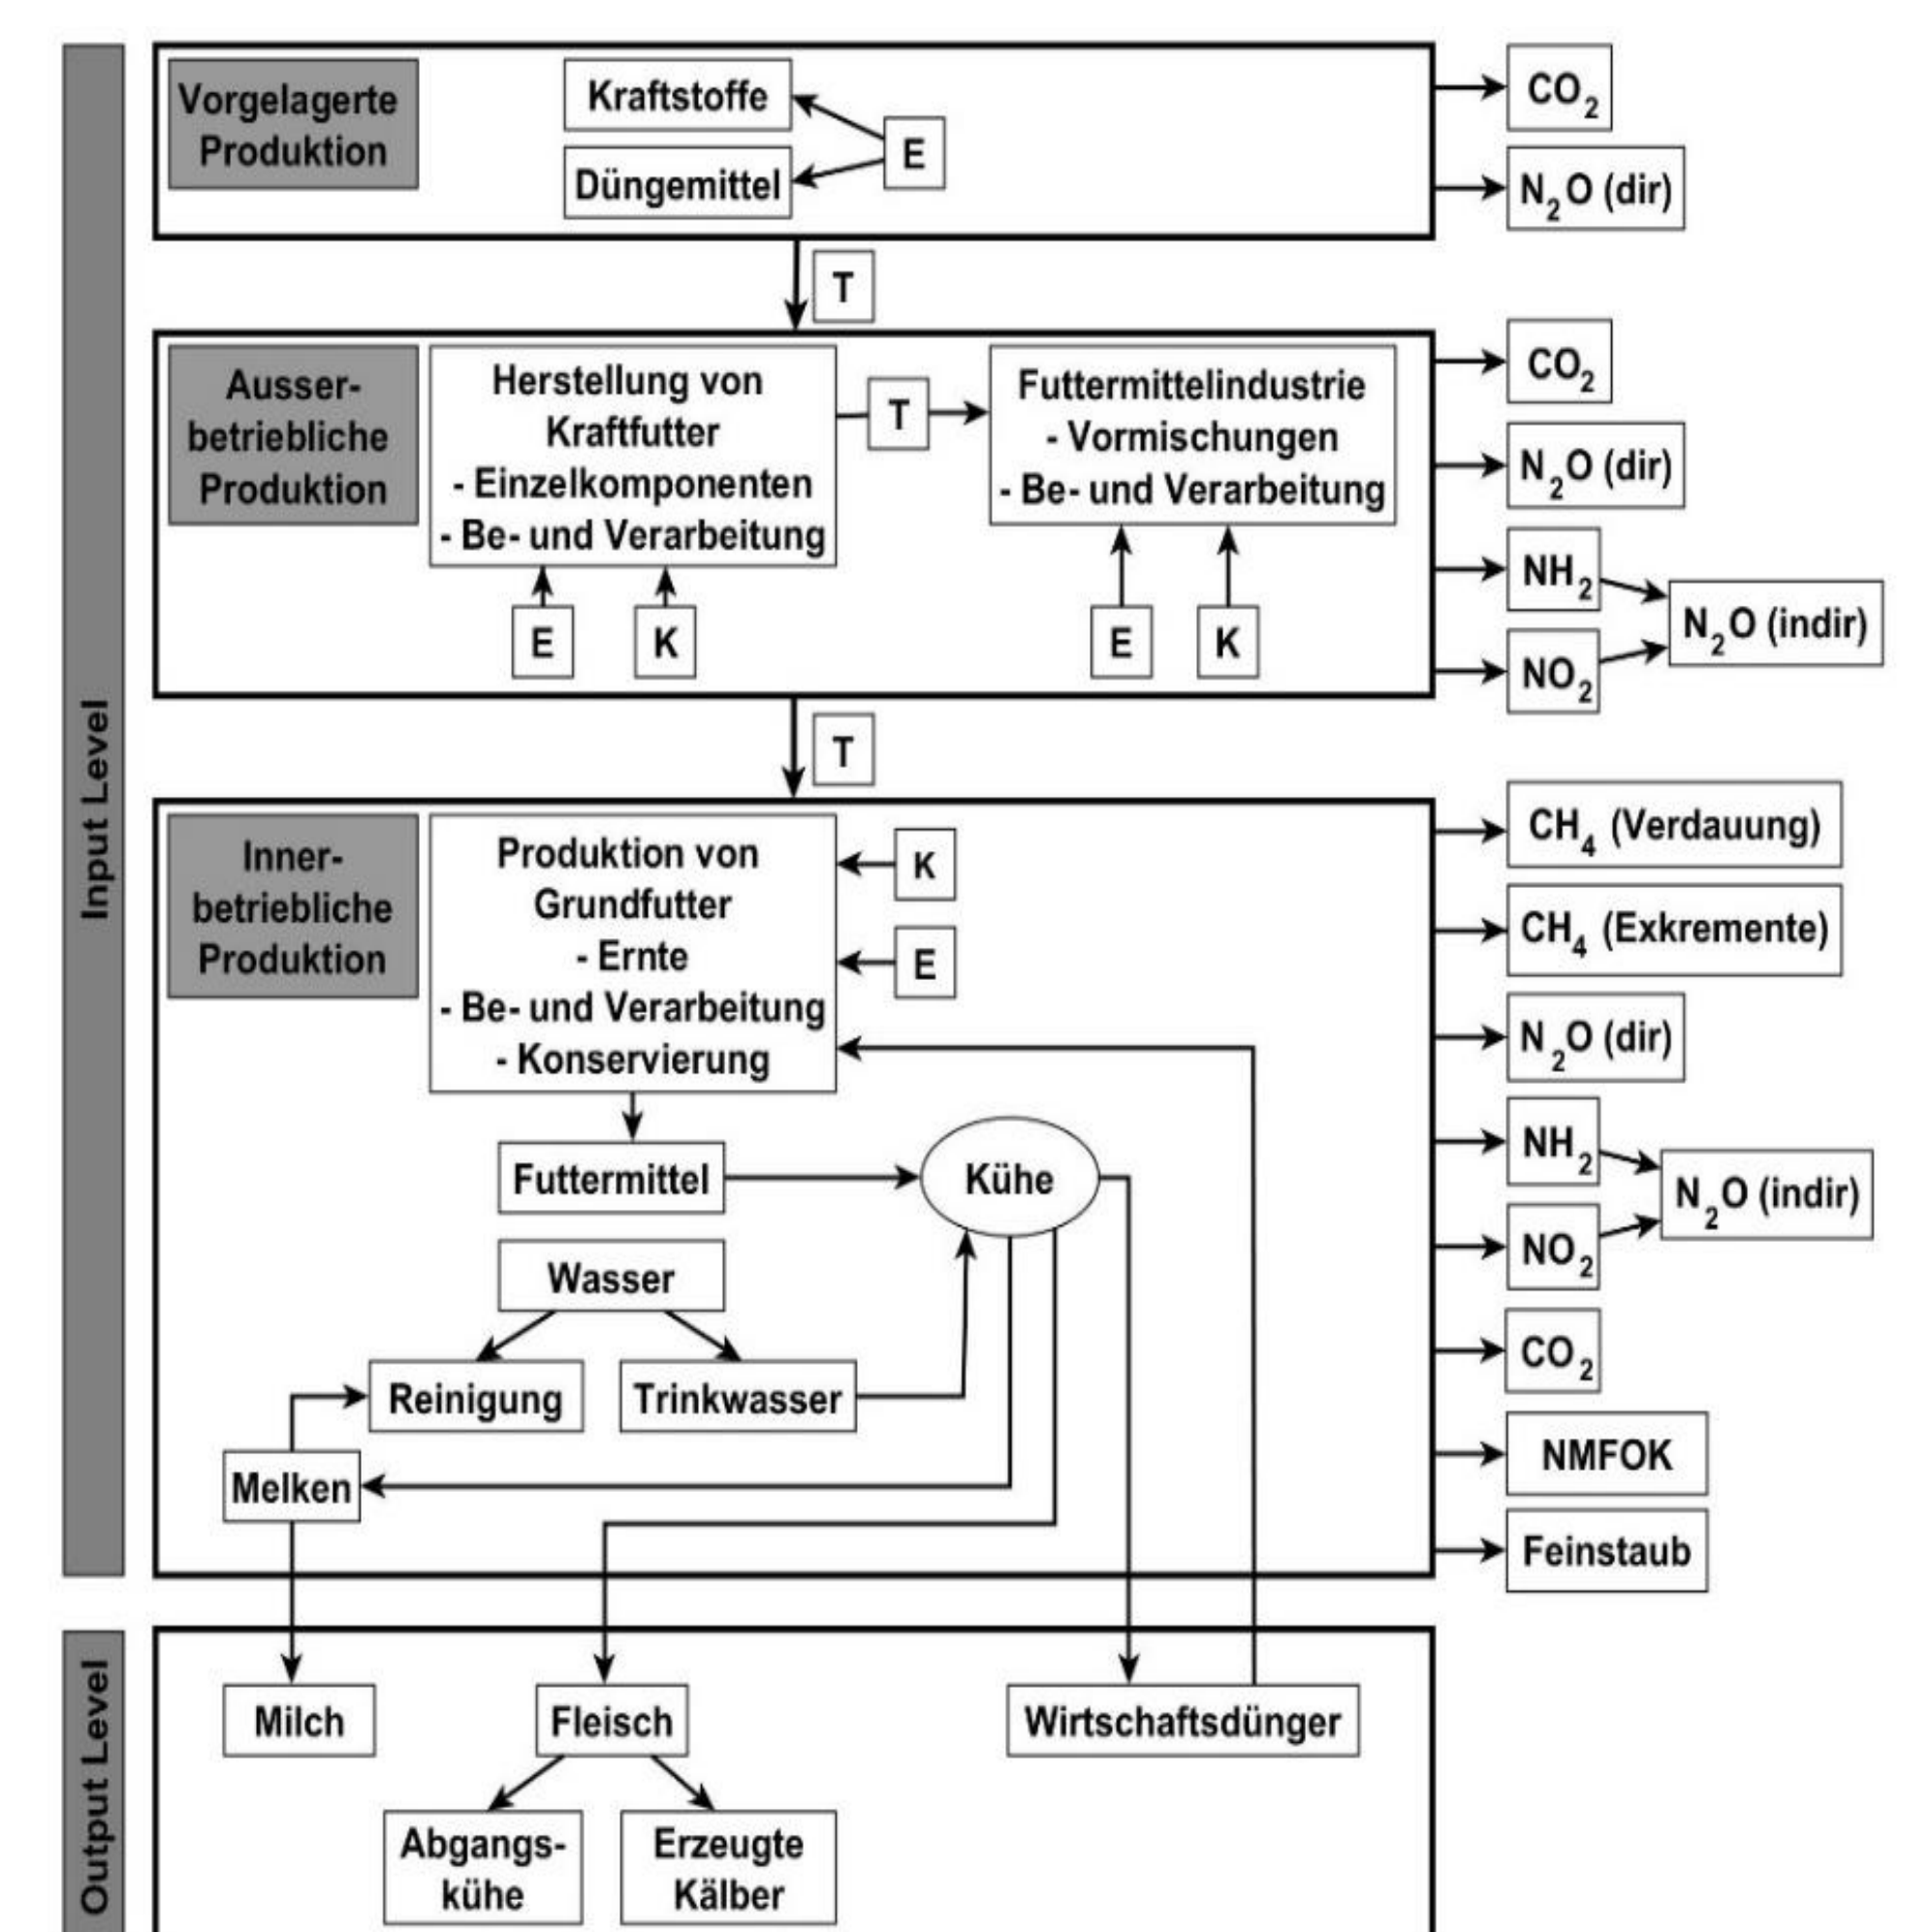 Input Level
Vorgelagerte
Produktion
Kraftstoffe
Düngemittel
E
CO2
N2O (dir)
T
Ausser-
betriebliche
Produktion
Herstellung von
Kraftfutter
- Einzelkomponenten
- Be- und Verarbeitung
T
Futtermittelindustrie
- Vormischungen
- Be- und Verarbeitung
E
K
E
K
CO2
N2O (dir)
NH2
NO2
N2O (indir)
T
Inner-
betriebliche
Produktion
Produktion von
Grundfutter
- Ernte
- Be- und Verarbeitung
- Konservierung
K
E
Futtermittel
Kühe
Wasser
Reinigung
Trinkwasser
Melken
CH4 (Verdauung)
CH4 (Exkremente)
N2O (dir)
NH2
NO2
N2O (indir)
CO2
NMFOK
Feinstaub
Output Level
Milch
Fleisch
Wirtschaftsdünger
Abgangs-
kühe
Erzeugte
Kälber